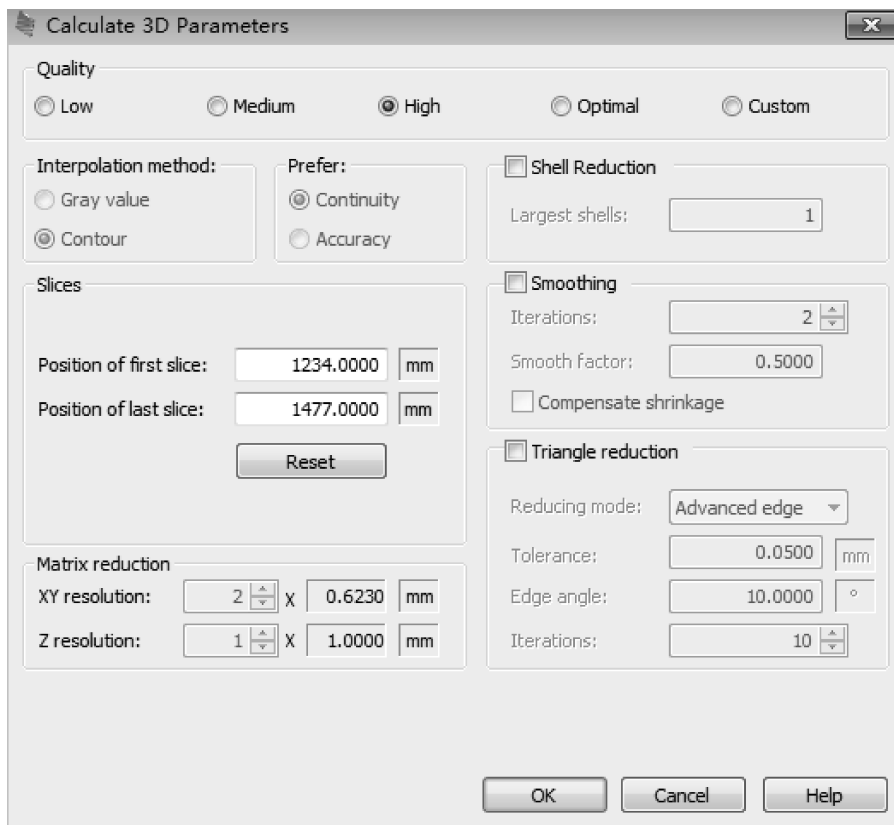 Calculate 3D Parameters
Quality
Low Medium High Optimal Custom
Interpolation method:
Gray value
Contour
Prefer:
Continuity
Accuracy
Shell Reduction
Largest shells: 1
Slices
Position of first slice: 1234.0000 mm
Position of last slice: 1477.0000 mm
Reset
Smoothing
Iterations: 2
Smooth factor: 0.5000
Compensate shrinkage
Matrix reduction
XY resolution: 2 X 0.6230 mm
Z resolution: 1 X 1.0000 mm
Triangle reduction
Reducing mode: Advanced edge
Tolerance: 0.0500 mm
Edge angle: 10.0000 °
Iterations: 10
OK Cancel Help